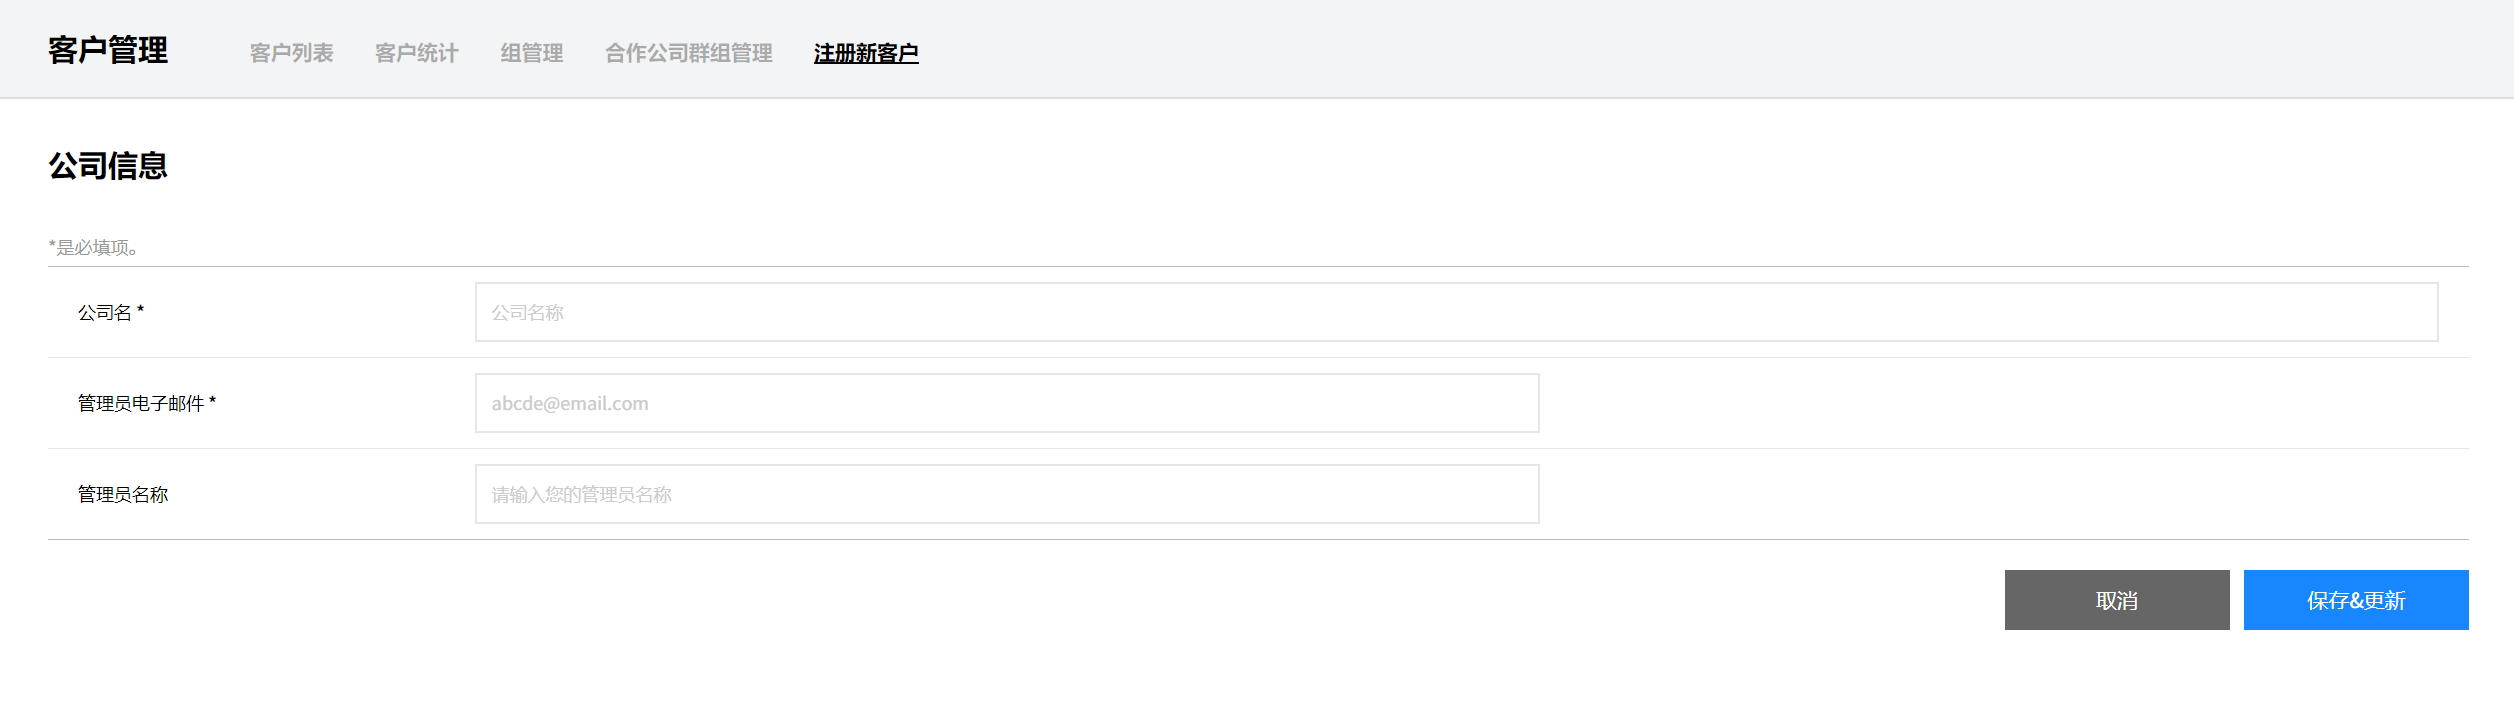 客户管理 客户列表 客户统计 组管理 合作公司群组管理 注册新客户
公司信息
*是必填项。
公司名 * 公司名称
管理员电子邮件 * abcde@email.com
管理员名称 请输入您的管理员名称
取消 保存&更新